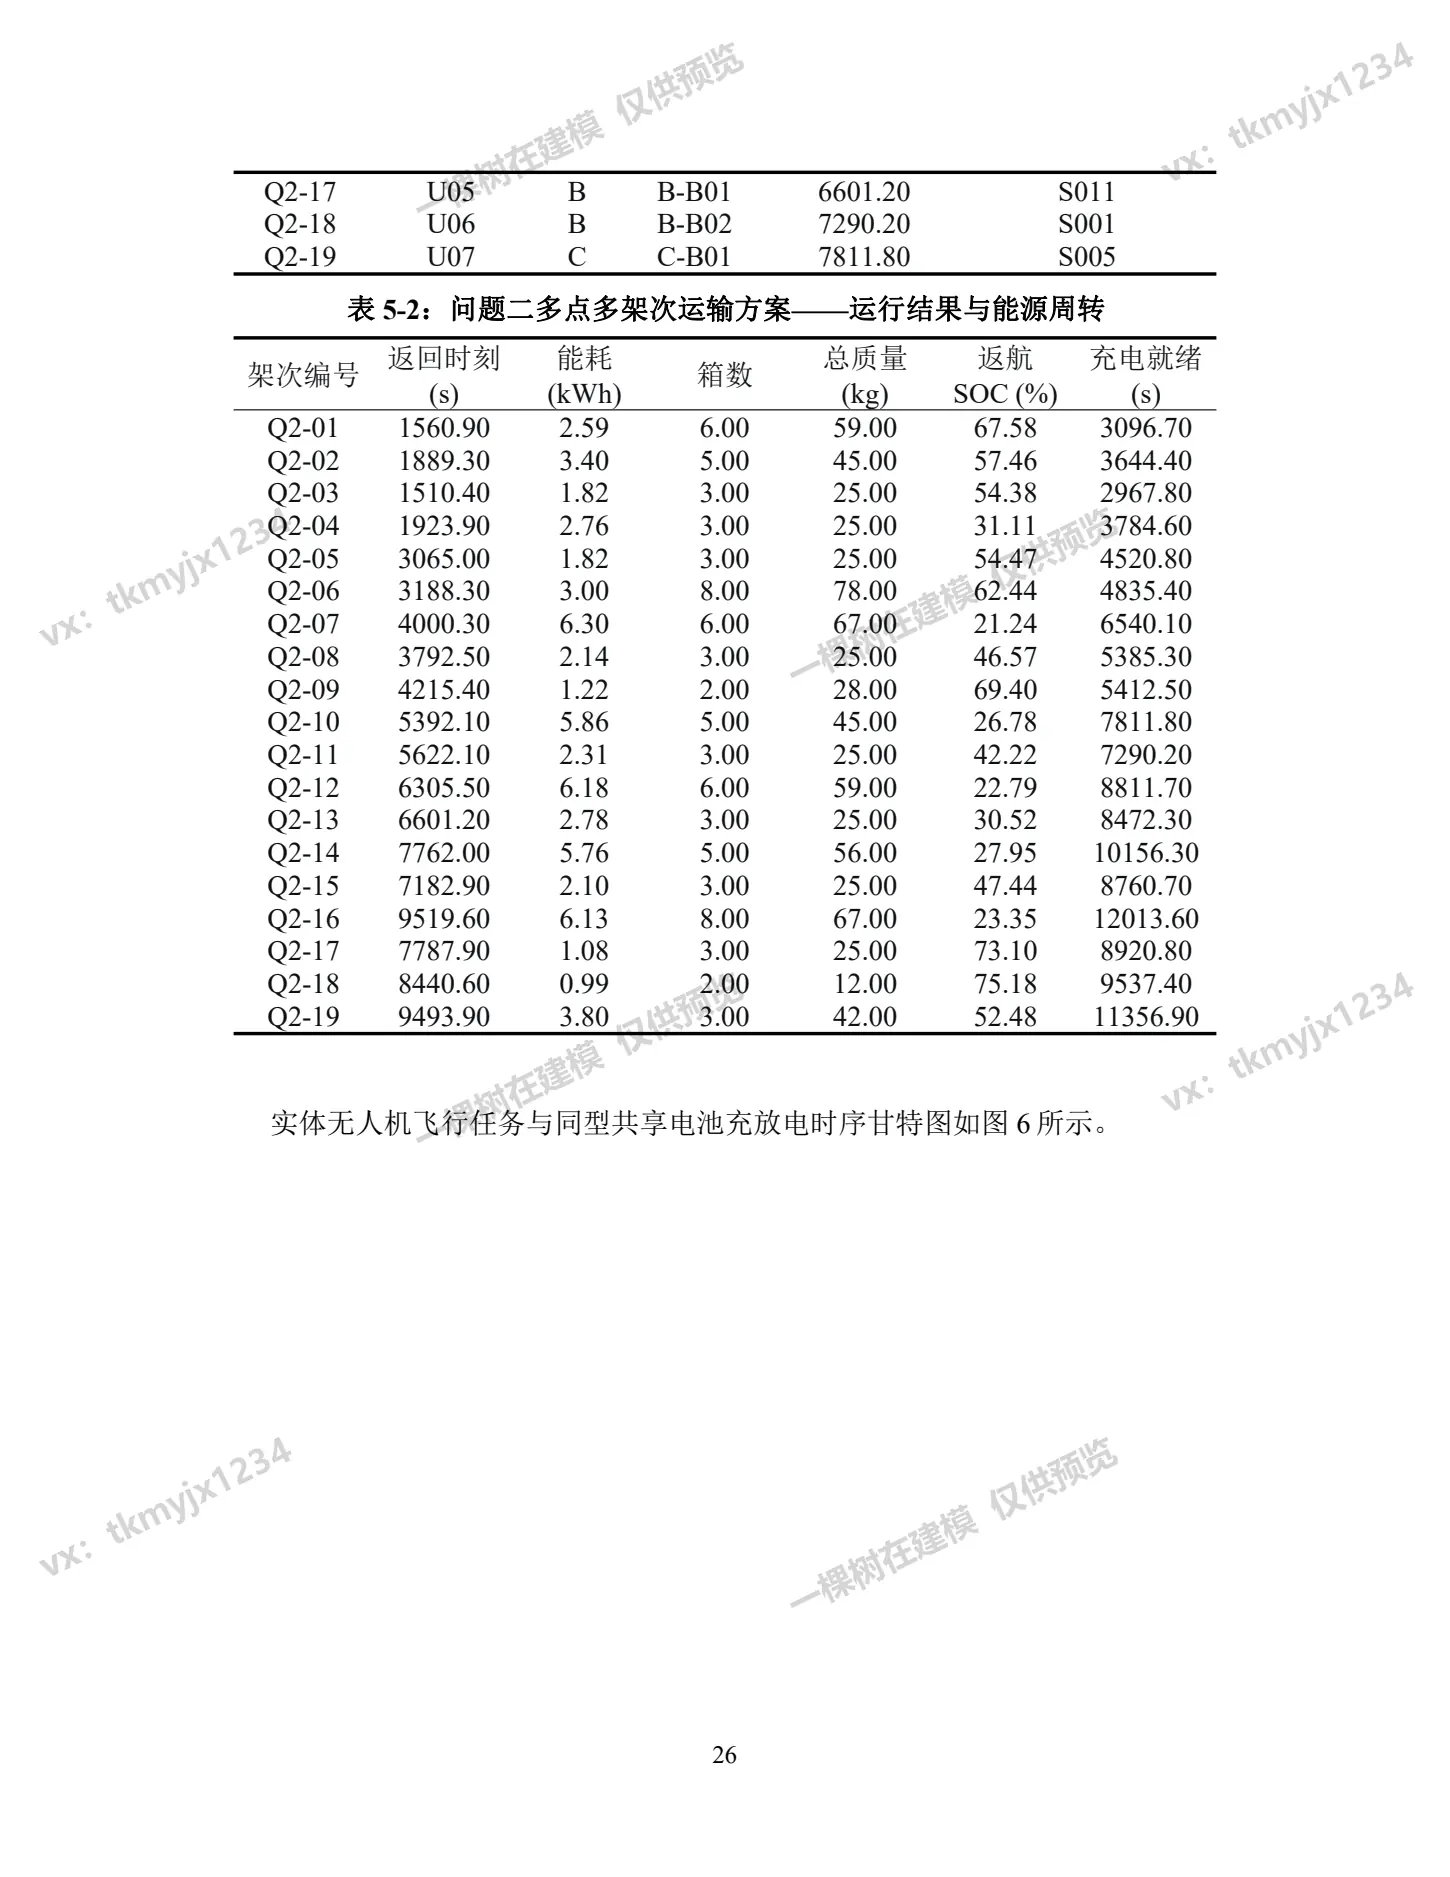 一棵树在建模 仅供预览
vx: tkmyjx1234
Q2-17 U05 B B-B01 6601.20 S011
Q2-18 U06 B B-B02 7290.20 S001
Q2-19 U07 C C-B01 7811.80 S005
表 5-2：问题二多点多架次运输方案——运行结果与能源周转
架次编号 返回时刻 (s) 能耗 (kWh) 箱数 总质量 (kg) 返航 SOC (%) 充电就绪 (s)
Q2-01 1560.90 2.59 6.00 59.00 67.58 3096.70
Q2-02 1889.30 3.40 5.00 45.00 57.46 3644.40
Q2-03 1510.40 1.82 3.00 25.00 54.38 2967.80
Q2-04 1923.90 2.76 3.00 25.00 31.11 3784.60
Q2-05 3065.00 1.82 3.00 25.00 54.47 4520.80
Q2-06 3188.30 3.00 8.00 78.00 62.44 4835.40
Q2-07 4000.30 6.30 6.00 67.00 21.24 6540.10
Q2-08 3792.50 2.14 3.00 25.00 46.57 5385.30
Q2-09 4215.40 1.22 2.00 28.00 69.40 5412.50
Q2-10 5392.10 5.86 5.00 45.00 26.78 7811.80
Q2-11 5622.10 2.31 3.00 25.00 42.22 7290.20
Q2-12 6305.50 6.18 6.00 59.00 22.79 8811.70
Q2-13 6601.20 2.78 3.00 25.00 30.52 8472.30
Q2-14 7762.00 5.76 5.00 56.00 27.95 10156.30
Q2-15 7182.90 2.10 3.00 25.00 47.44 8760.70
Q2-16 9519.60 6.13 8.00 67.00 23.35 12013.60
Q2-17 7787.90 1.08 3.00 25.00 73.10 8920.80
Q2-18 8440.60 0.99 2.00 12.00 75.18 9537.40
Q2-19 9493.90 3.80 3.00 42.00 52.48 11356.90
vx: tkmyjx1234
一棵树在建模 仅供预览
一棵树在建模 仅供预览
vx: tkmyjx1234
实体无人机飞行任务与同型共享电池充放电时序甘特图如图 6 所示。
vx: tkmyjx1234
一棵树在建模 仅供预览
26